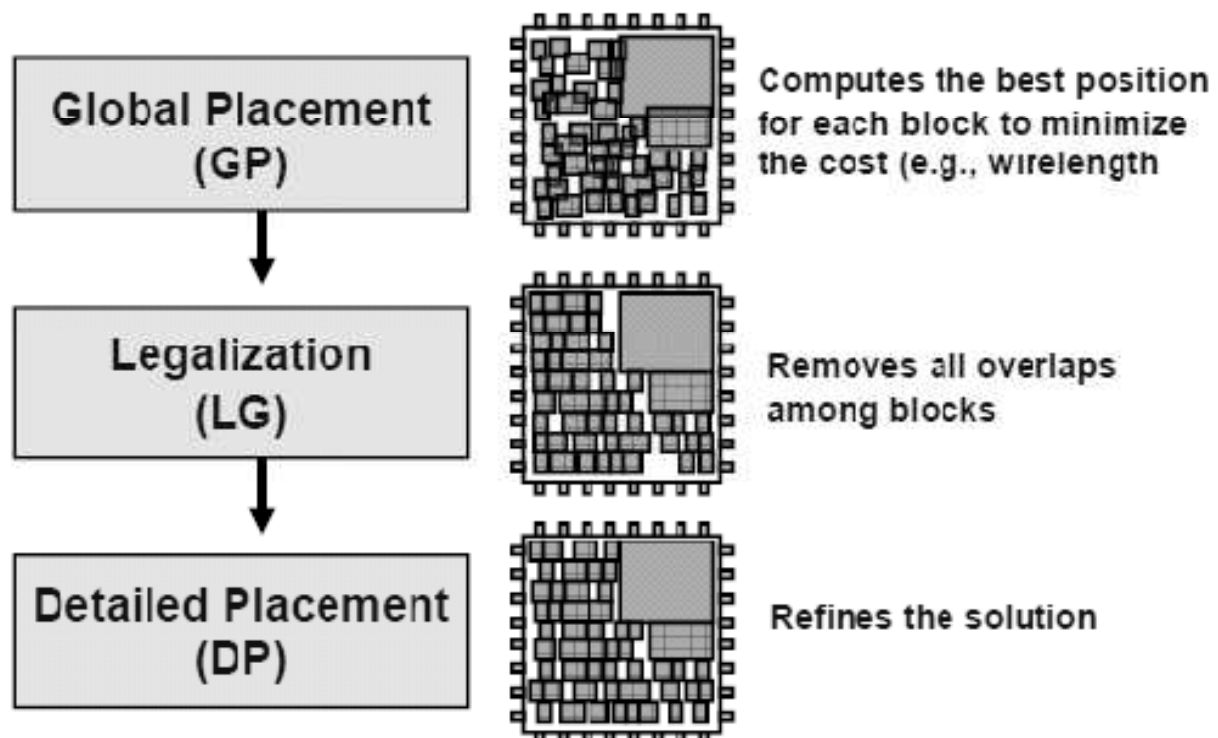 Global Placement
(GP)
Computes the best position
for each block to minimize
the cost (e.g., wirelength
Legalization
(LG)
Removes all overlaps
among blocks
Detailed Placement
(DP)
Refines the solution